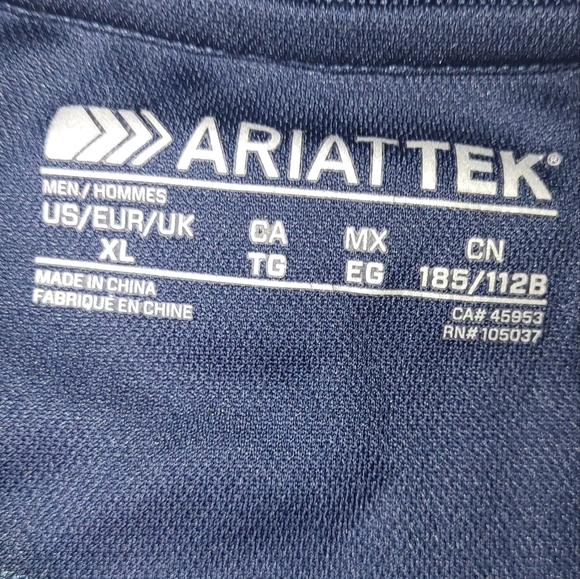 ARIATTEK®
MEN/HOMMES
US/EUR/UK CA MX CN
XL TG EG 185/112B
MADE IN CHINA
FABRIQUÉ EN CHINE
CA# 45953
RN# 105037